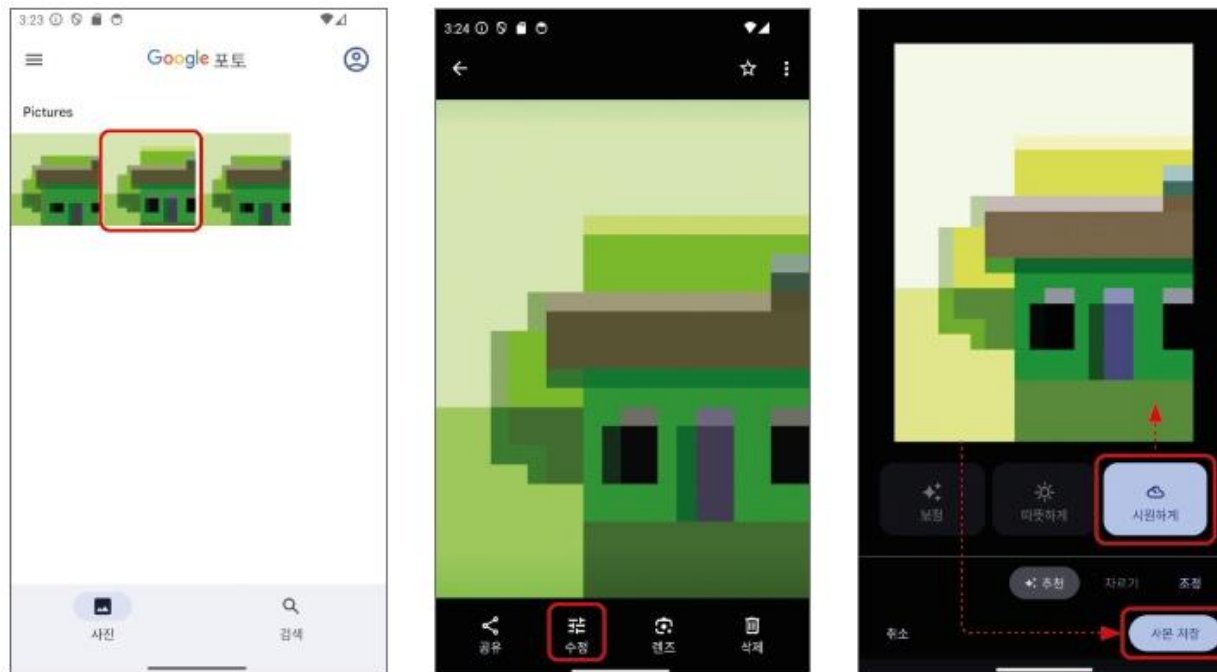 3:23
Google 포토
Pictures
사진
검색
3:24
공유
수정
렌즈
삭제
보정
따뜻하게
시원하게
추천
자르기
조정
취소
사본 저장